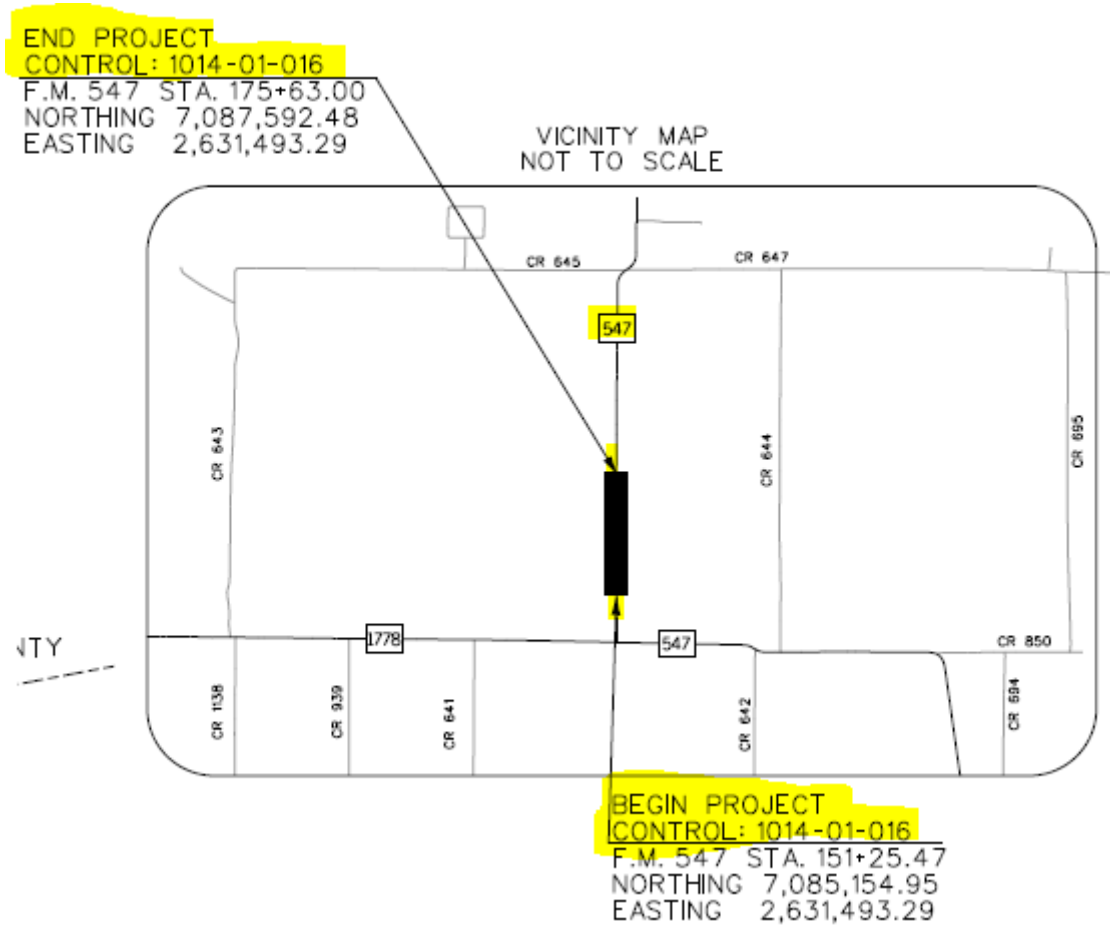 END PROJECT
CONTROL: 1014-01-016
F.M. 547 STA. 175+63.00
NORTHING 7,087,592.48
EASTING 2,631,493.29
VICINITY MAP
NOT TO SCALE
CR 645
CR 647
547
CR 643
CR 644
CR 695
NTY
1778
547
CR 850
CR 1138
CR 939
CR 641
CR 642
CR 694
BEGIN PROJECT
CONTROL: 1014-01-016
F.M. 547 STA. 151+25.47
NORTHING 7,085,154.95
EASTING 2,631,493.29